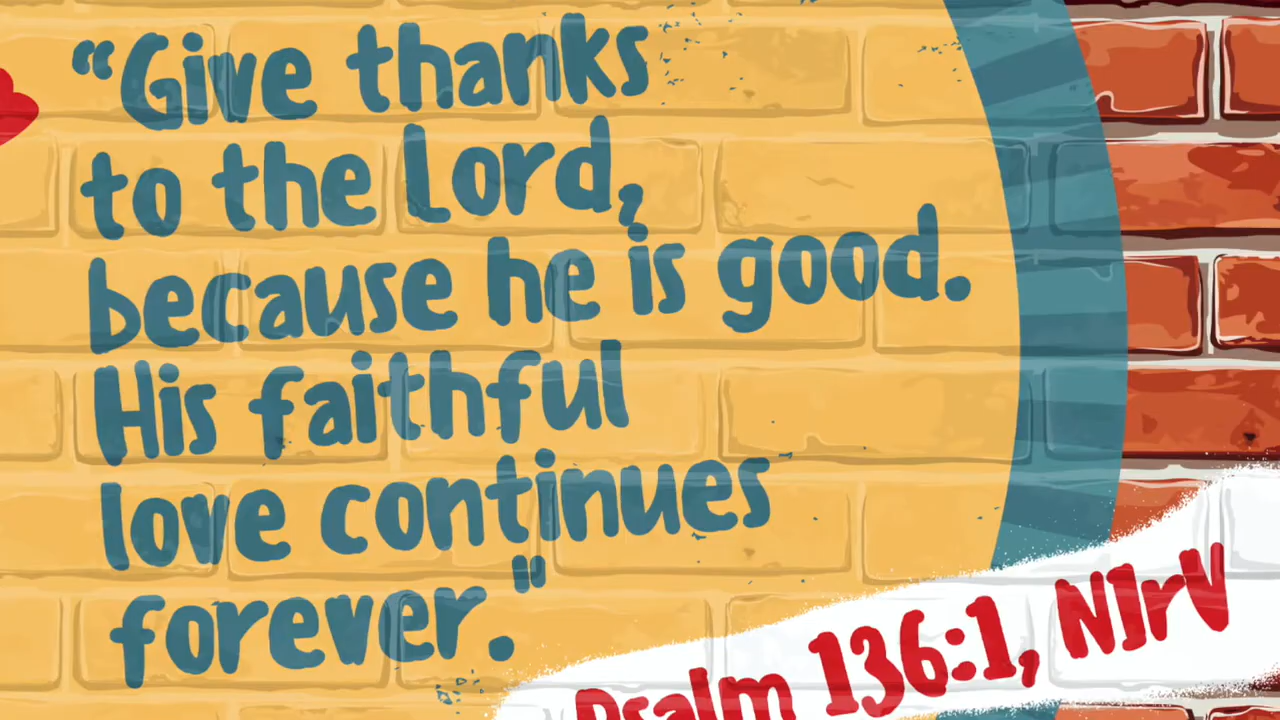 “Give thanks
to the Lord,
because he is good.
His faithful
love continues
forever.”
Psalm 136:1, NIrV